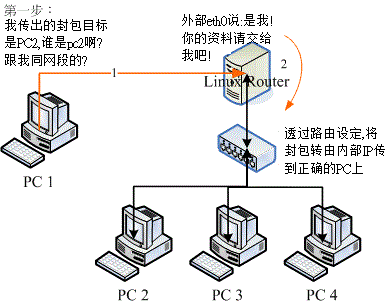 第一步：
我传出的封包目标
是PC2,谁是pc2啊?
跟我同网段的?
外部eth0说:是我!
你的资料请交给
我吧!
1
2
Linux Router
透过路由设定,将
封包转由内部IP传
到正确的PC上
PC 1
PC 2
PC 3
PC 4